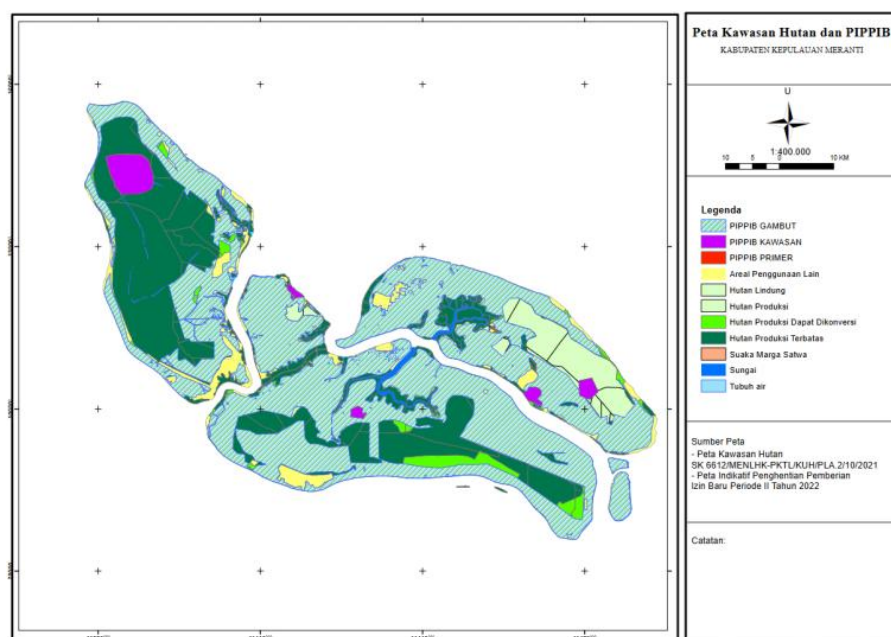 Peta Kawasan Hutan dan PIPPIB
KABUPATEN KEPULAUAN MERANTI
U
1:400.000
10 5 0 10 KM
Legenda
PIPPIB GAMBUT
PIPPIB KAWASAN
PIPPIB PRIMER
Areal Penggunaan Lain
Hutan Lindung
Hutan Produksi
Hutan Produksi Dapat Dikonversi
Hutan Produksi Terbatas
Suaka Marga Satwa
Sungai
Tubuh air
Sumber Peta
- Peta Kawasan Hutan
SK 6612/MENLHK-PKTL/KUH/PLA.2/10/2021
- Peta Indikatif Penghentian Pemberian
Izin Baru Periode II Tahun 2022
Catatan: